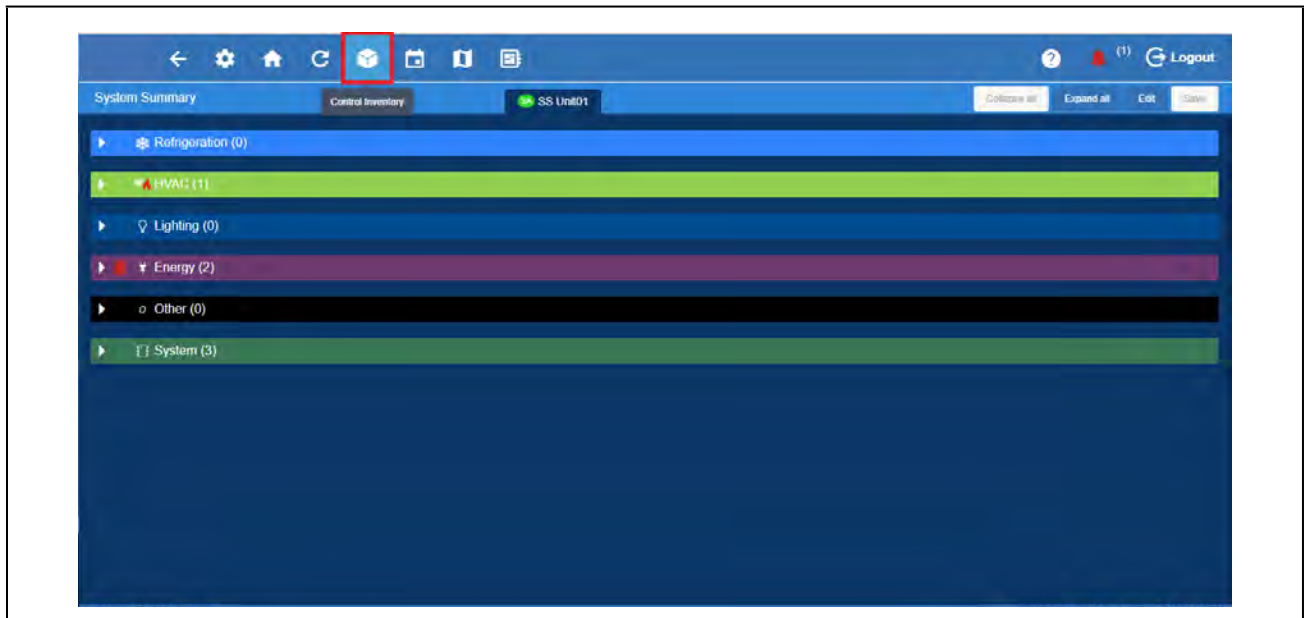 (1) Logout
System Summary Control Inventory SA SS Unit01 Collapse all Expand all Edit Save
Refrigeration (0)
HVAC (1)
Lighting (0)
Energy (2)
Other (0)
System (3)